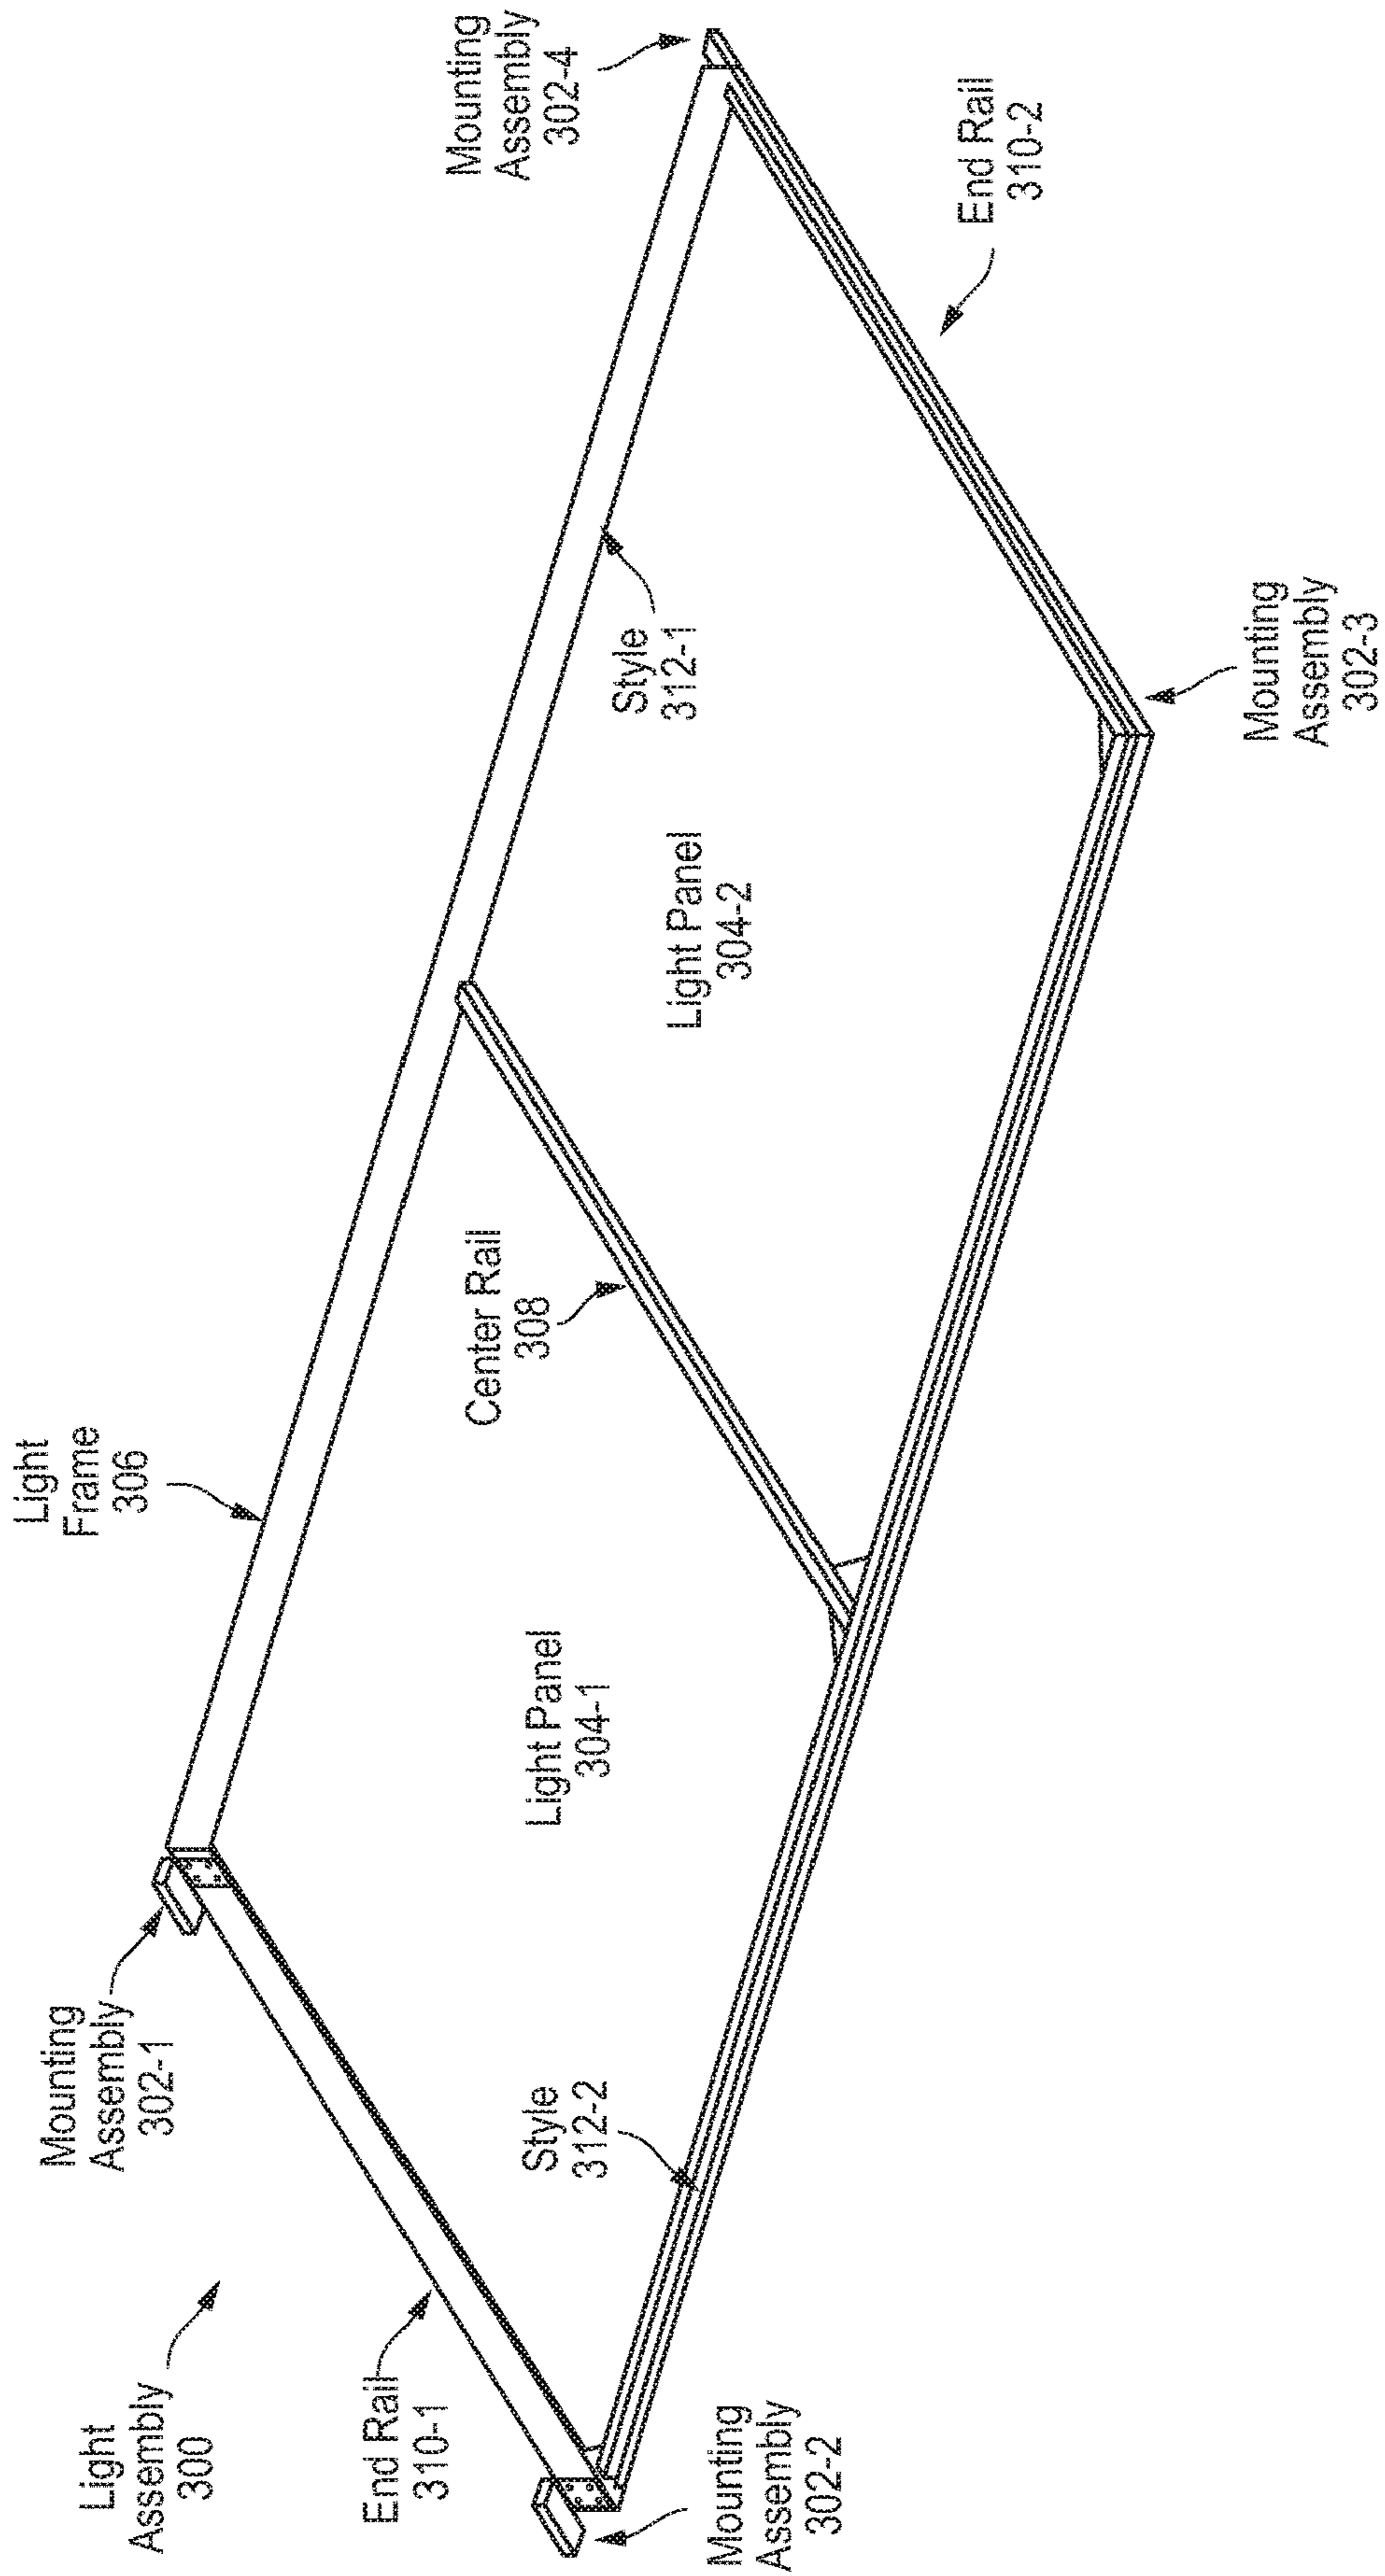 Light
Assembly
300
Mounting
Assembly
302-1
Light
Frame
306
End Rail
310-1
Mounting
Assembly
302-2
Style
312-2
Light Panel
304-1
Center Rail
308
Light Panel
304-2
Style
312-1
Mounting
Assembly
302-4
End Rail
310-2
Mounting
Assembly
302-3